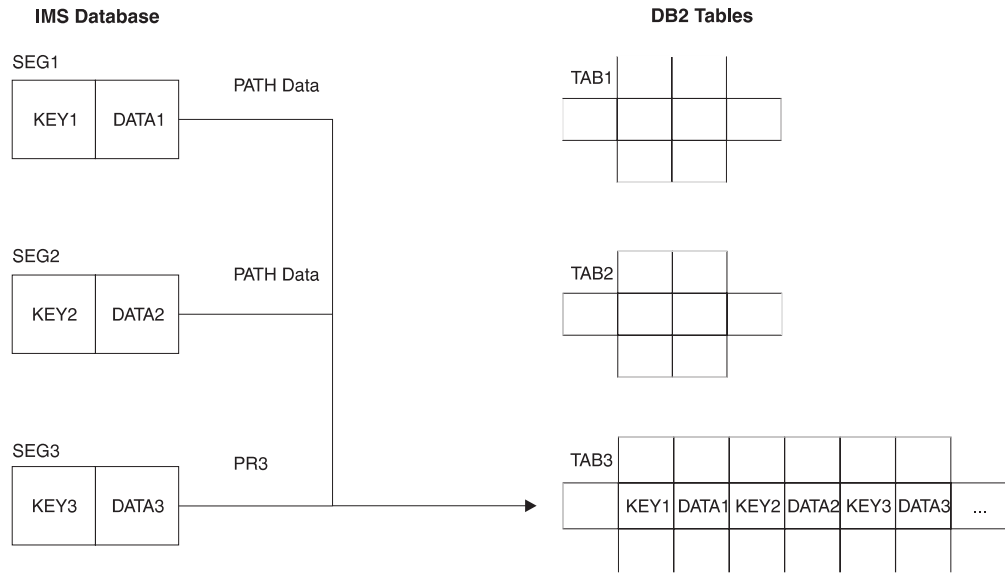 IMS Database
DB2 Tables
SEG1
PATH Data
TAB1
KEY1 DATA1
SEG2
PATH Data
TAB2
KEY2 DATA2
SEG3
PR3
TAB3
KEY3 DATA3
KEY1 DATA1 KEY2 DATA2 KEY3 DATA3 ...